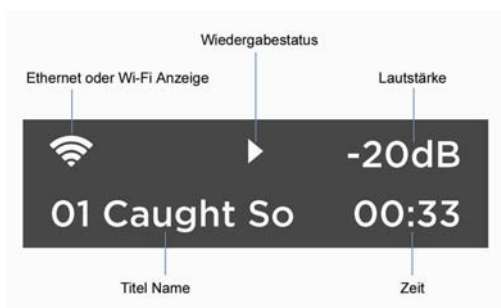 Wiedergabestatus
Ethernet oder Wi-Fi Anzeige
Lautstärke
-20dB
01 Caught So
00:33
Titel Name
Zeit